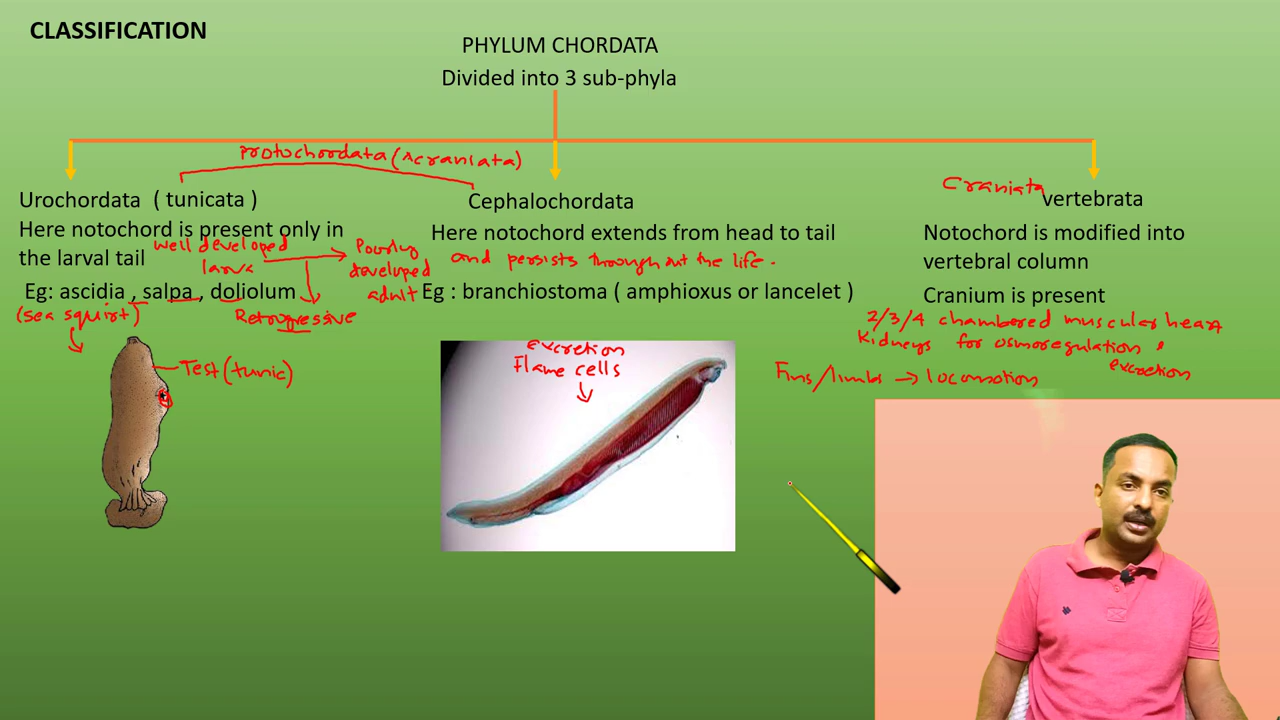 CLASSIFICATION
PHYLUM CHORDATA
Divided into 3 sub-phyla
Protochordata (Acraniata)
Urochordata ( tunicata )
Here notochord is present only in
the larval tail
well developed
larva
Poorly
developed
adult
Retrogressive
Eg: ascidia , salpa , doliolum
(sea squirt)
Test (tunic)
Cephalochordata
Here notochord extends from head to tail
and persists throughout the life.
Eg : branchiostoma ( amphioxus or lancelet )
Excretion
Flame cells
Craniata
vertebrata
Notochord is modified into
vertebral column
Cranium is present
2/3/4 chambered muscular heart
Kidneys for osmoregulation &
excretion
Fins/limbs → locomotion